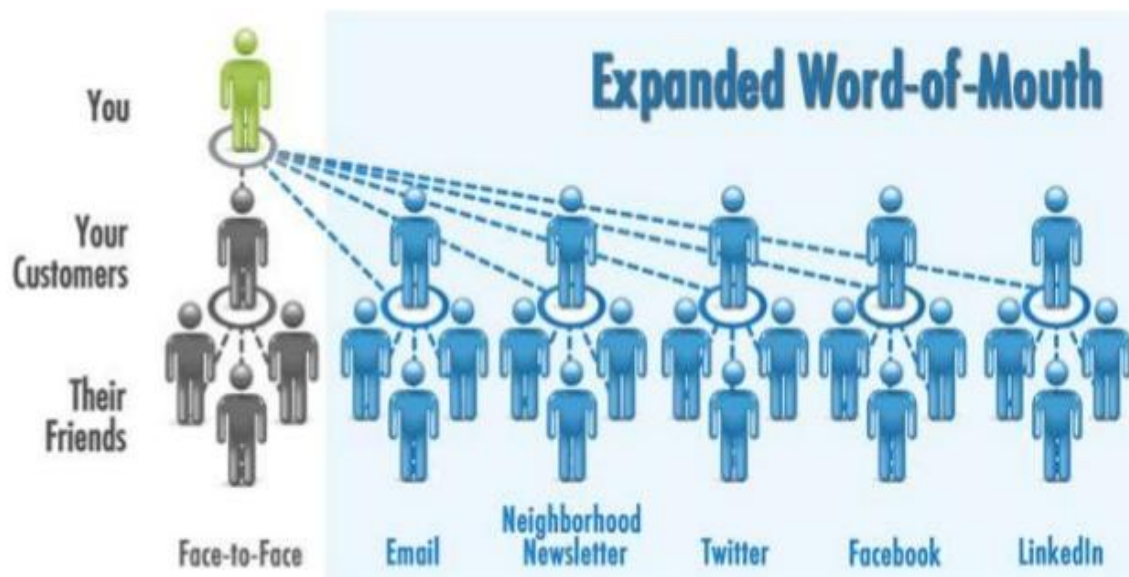 Expanded Word-of-Mouth
You
Your
Customers
Their
Friends
Face-to-Face
Email
Neighborhood
Newsletter
Twitter
Facebook
LinkedIn